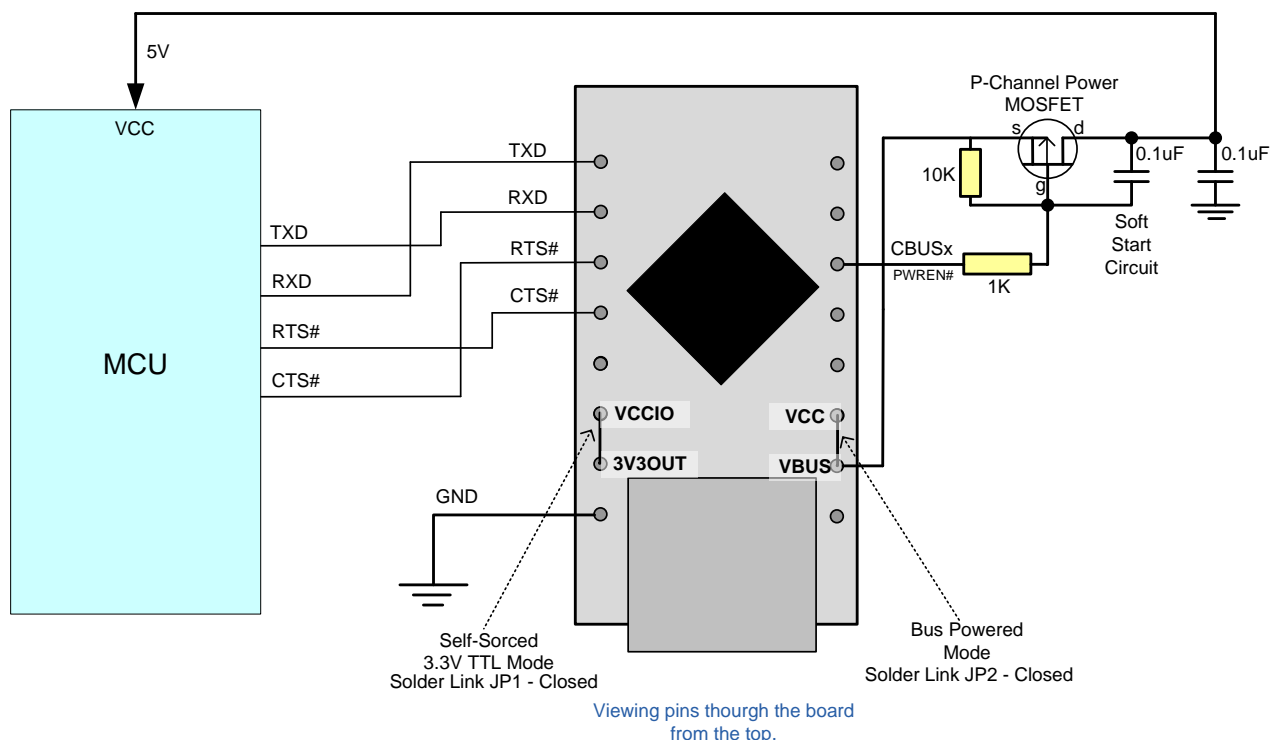 5V
P-Channel Power
MOSFET
VCC
s
d
TXD
0.1uF
0.1uF
10K
g
RXD
Soft
Start
Circuit
TXD
RTS#
CBUSx
PWREN#
1K
RXD
CTS#
RTS#
MCU
CTS#
VCCIO
VCC
3V3OUT
VBUS
GND
Self-Sorced
3.3V TTL Mode
Solder Link JP1 - Closed
Bus Powered
Mode
Solder Link JP2 - Closed
Viewing pins thourgh the board
from the top.